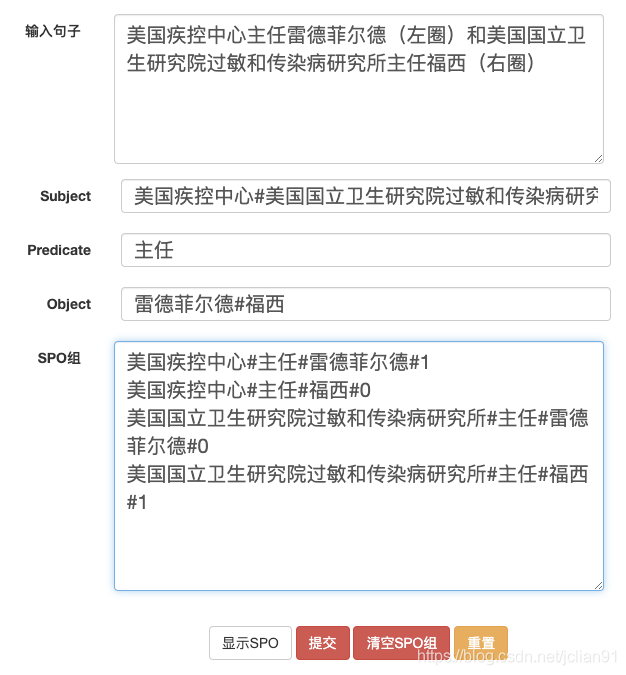 输入句子
美国疾控中心主任雷德菲尔德（左圈）和美国国立卫
生研究院过敏和传染病研究所主任福西（右圈）
Subject
美国疾控中心#美国国立卫生研究院过敏和传染病研究
Predicate
主任
Object
雷德菲尔德#福西
SPO组
美国疾控中心#主任#雷德菲尔德#1
美国疾控中心#主任#福西#0
美国国立卫生研究院过敏和传染病研究所#主任#雷德
菲尔德#0
美国国立卫生研究院过敏和传染病研究所#主任#福西
#1
显示SPO 提交 清空SPO组 重置
https://blog.csdn.net/jclian91